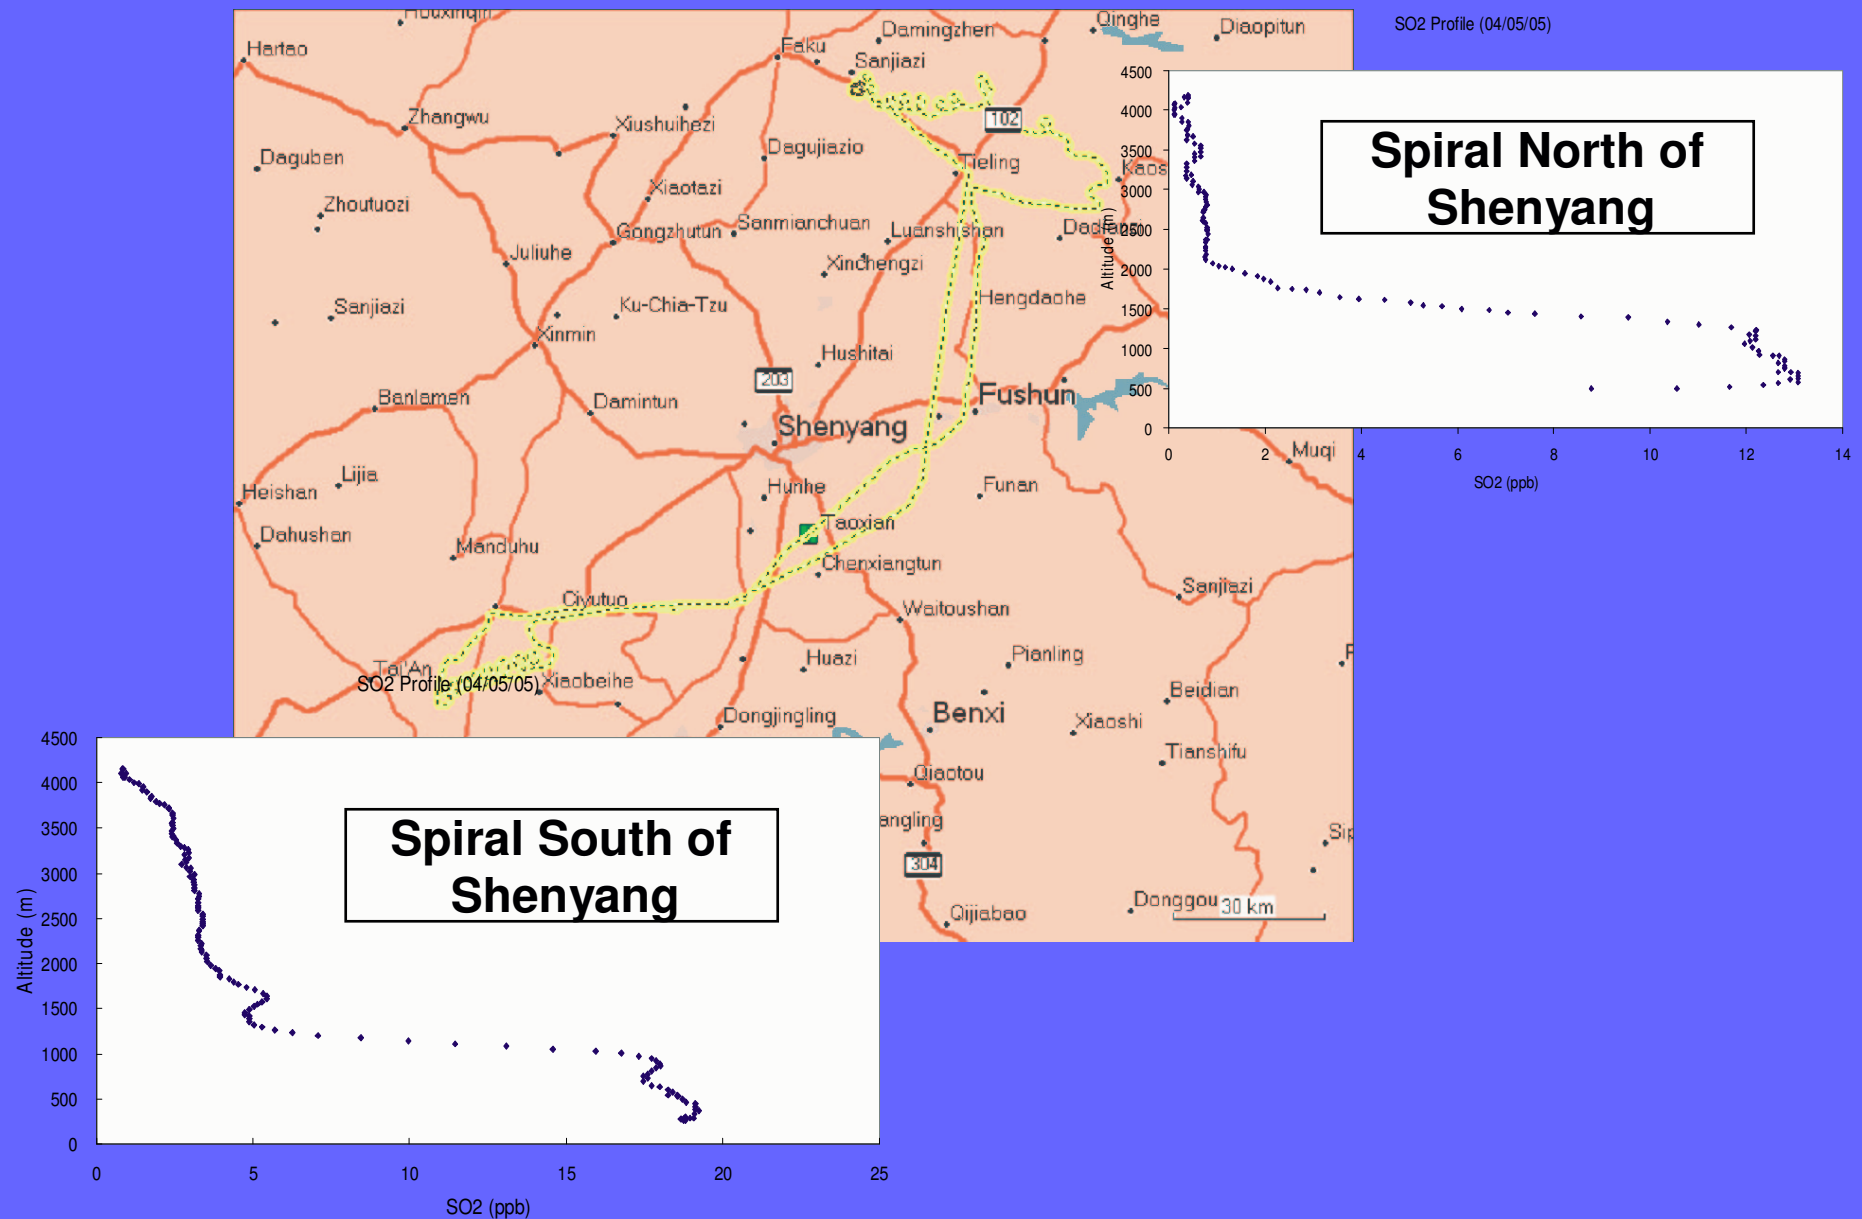 Houxinqiri
Qinghe
SO2 Profile (04/05/05)
Damingzhen
Diaopitun
Hartao
Faku
Sanjiazi
4500
4000
3500
3000
2500
2000
1500
1000
500
0
Altitude (m)
0 2 4 6 8 10 12 14
SO2 (ppb)
Spiral North of
Shenyang
Zhangwu
Xiushuihezi
102
Daguben
Dagujiazio
Tieling
Kaos
Xiaotazi
Zhoutuozi
Gongzhutun
Sanmianchuan
Luanshishan
Juliuhe
Xinchengzi
Sanjiazi
Ku-Chia-Tzu
Hengdaohe
Xinmin
Hushitai
203
Banlamen
Damintun
Fushun
Shenyang
Muqi
Lijia
Heishan
Hunhe
Funan
Dahushan
Taoxian
Manduhu
Chenxiangtun
Sanjiazi
Ciyutuo
Waitoushan
Tai'An
Huazi
Pianling
SO2 Profile (04/05/05)
Xiaobeihe
Beidian
Dongjingling
Benxi
Xiaoshi
Tianshifu
Qiaotou
angling
Sip
304
Donggou
30 km
Qijiabao
4500
4000
3500
3000
2500
2000
1500
1000
500
0
Altitude (m)
0 5 10 15 20 25
SO2 (ppb)
Spiral South of
Shenyang